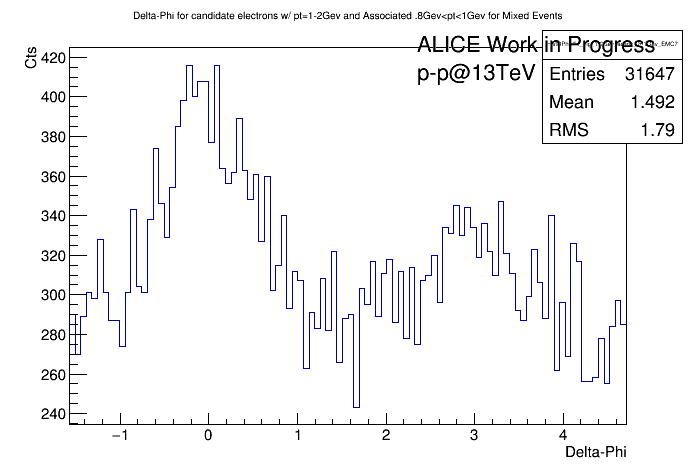 Delta-Phi for candidate electrons w/ pt=1-2Gev and Associated .8Gev<pt<1Gev for Mixed Events
ALICE Work in Progress
p-p@13TeV
Entries 31647
Mean 1.492
RMS 1.79
Cts
420
400
380
360
340
320
300
280
260
240
−1 0 1 2 3 4
Delta-Phi